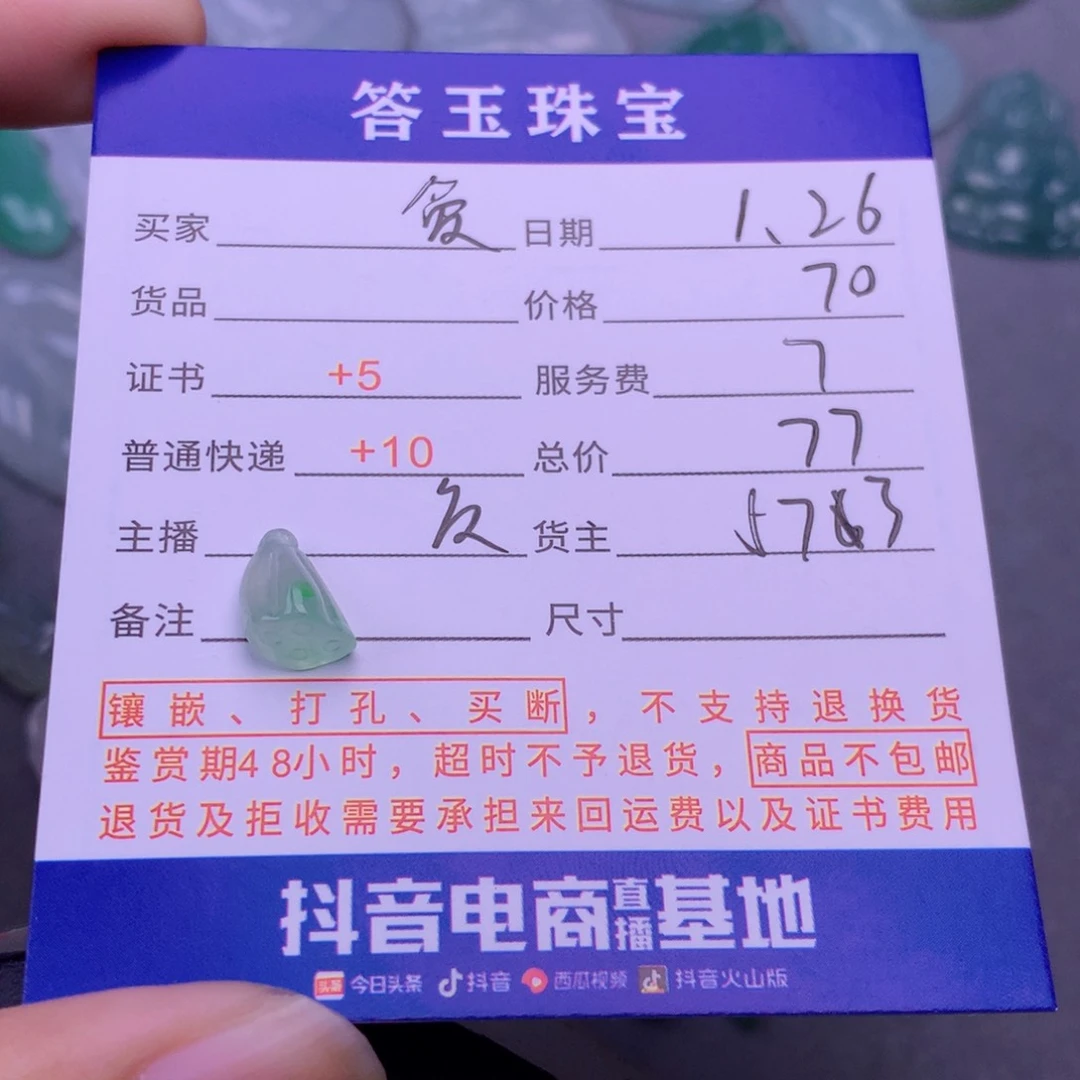 答玉珠宝
买家 日期 1、26
货品 价格 70
证书 +5 服务费 7
普通快递 +10 总价 77
主播 货主
备注 尺寸
镶嵌、打孔、买断，不支持退换货
鉴赏期48小时，超时不予退货，商品不包邮
退货及拒收需要承担来回运费以及证书费用
抖音电商直播基地
头条 今日头条 抖音 西瓜视频 抖音火山版